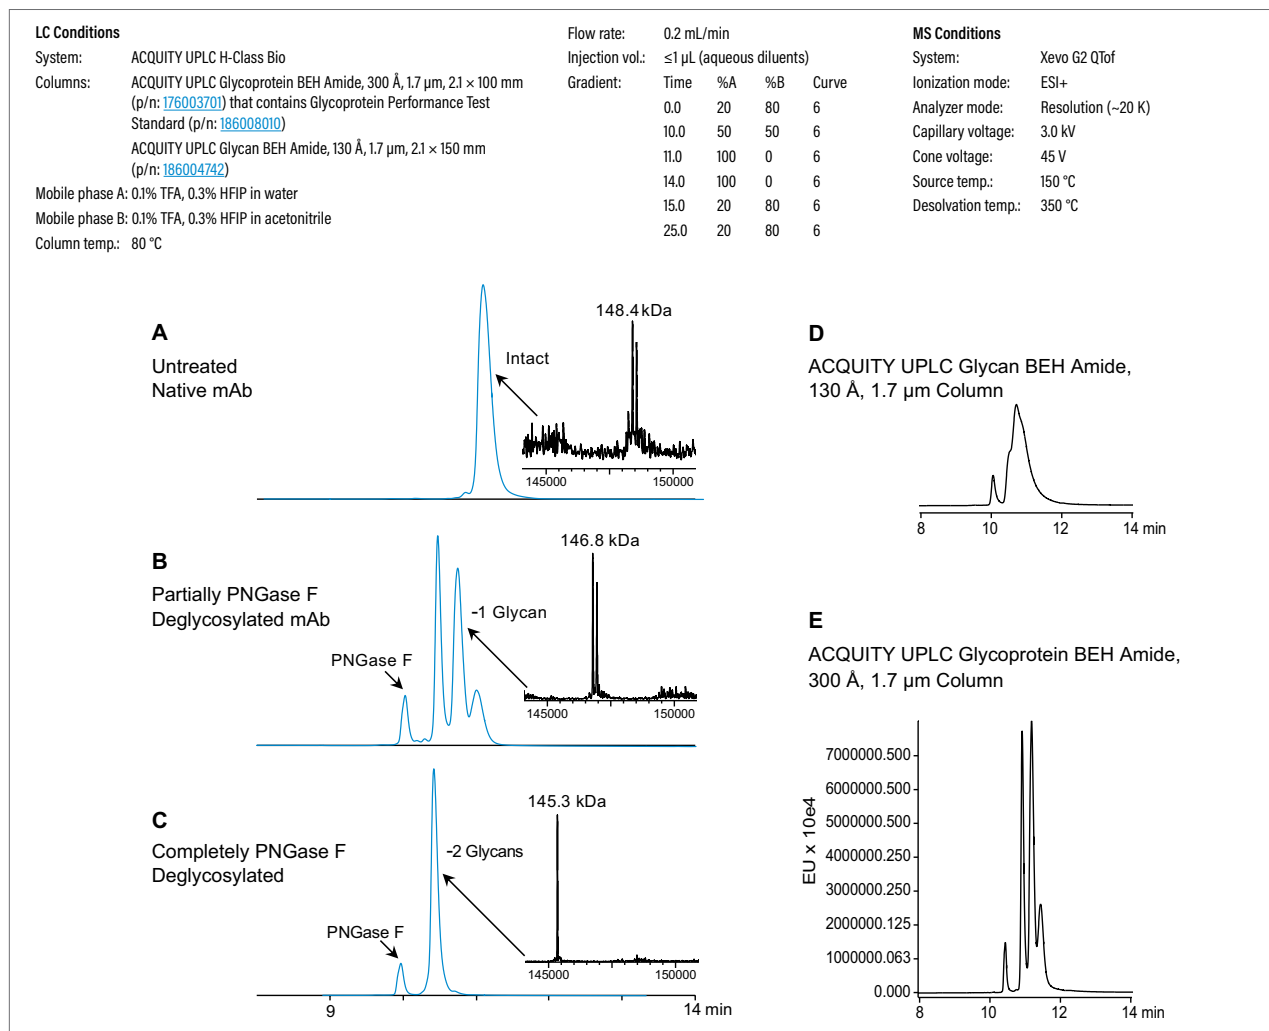 LC Conditions
System: ACQUITY UPLC H-Class Bio
Columns: ACQUITY UPLC Glycoprotein BEH Amide, 300 Å, 1.7 µm, 2.1 × 100 mm
(p/n: 176003701) that contains Glycoprotein Performance Test
Standard (p/n: 186008010)
ACQUITY UPLC Glycan BEH Amide, 130 Å, 1.7 µm, 2.1 × 150 mm
(p/n: 186004742)
Mobile phase A: 0.1% TFA, 0.3% HFIP in water
Mobile phase B: 0.1% TFA, 0.3% HFIP in acetonitrile
Column temp.: 80 °C
Flow rate: 0.2 mL/min
Injection vol.: ≤1 µL (aqueous diluents)
Gradient: Time %A %B Curve
0.0 20 80 6
10.0 50 50 6
11.0 100 0 6
14.0 100 0 6
15.0 20 80 6
25.0 20 80 6
MS Conditions
System: Xevo G2 QTof
Ionization mode: ESI+
Analyzer mode: Resolution (~20 K)
Capillary voltage: 3.0 kV
Cone voltage: 45 V
Source temp.: 150 °C
Desolvation temp.: 350 °C
A
Untreated
Native mAb
Intact
148.4 kDa
145000 150000
B
Partially PNGase F
Deglycosylated mAb
PNGase F
-1 Glycan
146.8 kDa
145000 150000
C
Completely PNGase F
Deglycosylated
PNGase F
-2 Glycans
145.3 kDa
145000 150000
9 14 min
D
ACQUITY UPLC Glycan BEH Amide,
130 Å, 1.7 µm Column
8 10 12 14 min
E
ACQUITY UPLC Glycoprotein BEH Amide,
300 Å, 1.7 µm Column
EU x 10e4
7000000.500
6000000.500
5000000.500
4000000.250
3000000.250
2000000.125
1000000.063
0.000
8 10 12 14 min